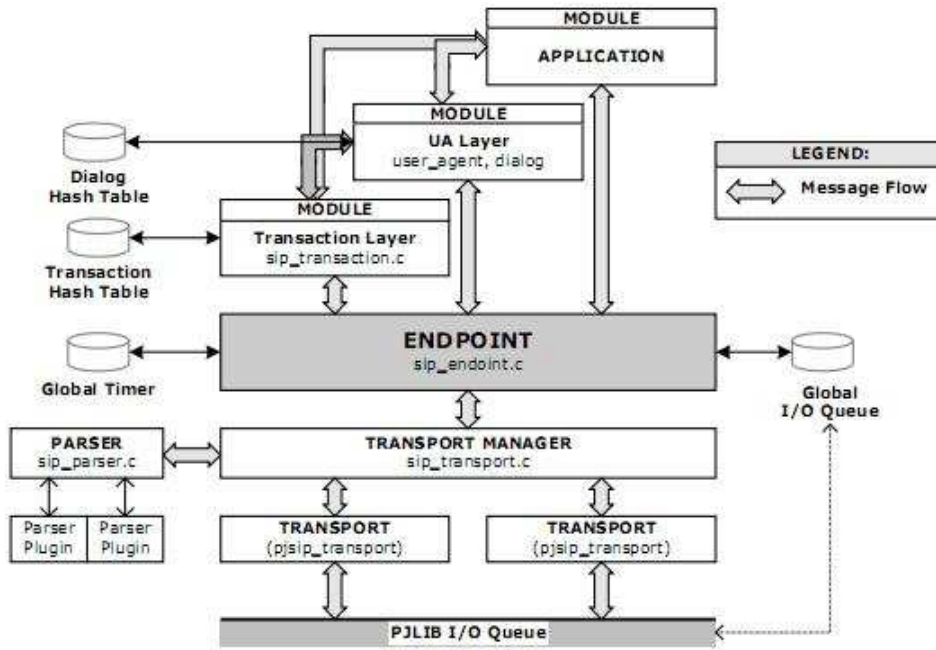 MODULE
APPLICATION
MODULE
UA Layer
user_agent, dialog
Dialog
Hash Table
LEGEND:
Message Flow
MODULE
Transaction Layer
sip_transaction.c
Transaction
Hash Table
ENDPOINT
sip_endoint.c
Global Timer
Global
I/O Queue
PARSER
sip_parser.c
TRANSPORT MANAGER
sip_transport.c
Parser
Plugin
Parser
Plugin
TRANSPORT
(pjsip_transport)
TRANSPORT
(pjsip_transport)
PJLIB I/O Queue